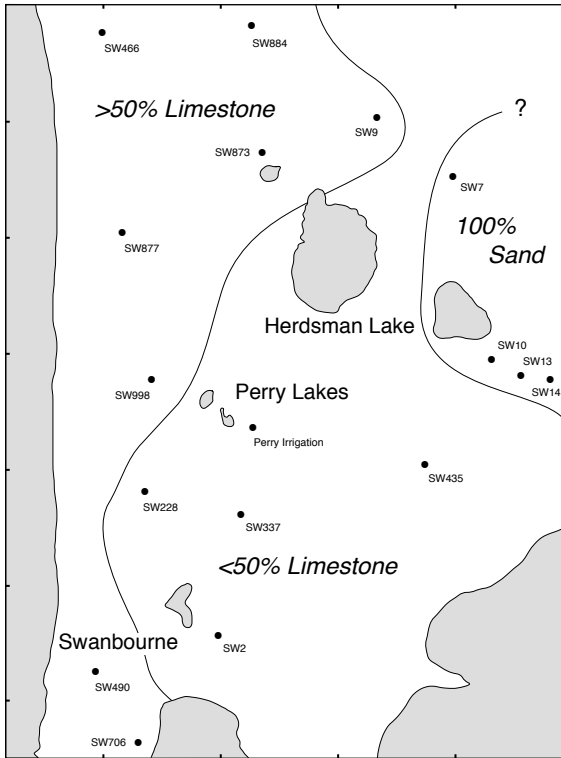 SW466
SW884
>50% Limestone
?
SW9
SW873
SW7
100%
Sand
SW877
Herdsman Lake
SW10
SW13
SW14
SW998
Perry Lakes
Perry Irrigation
SW435
SW228
SW337
<50% Limestone
Swanbourne
SW2
SW490
SW706